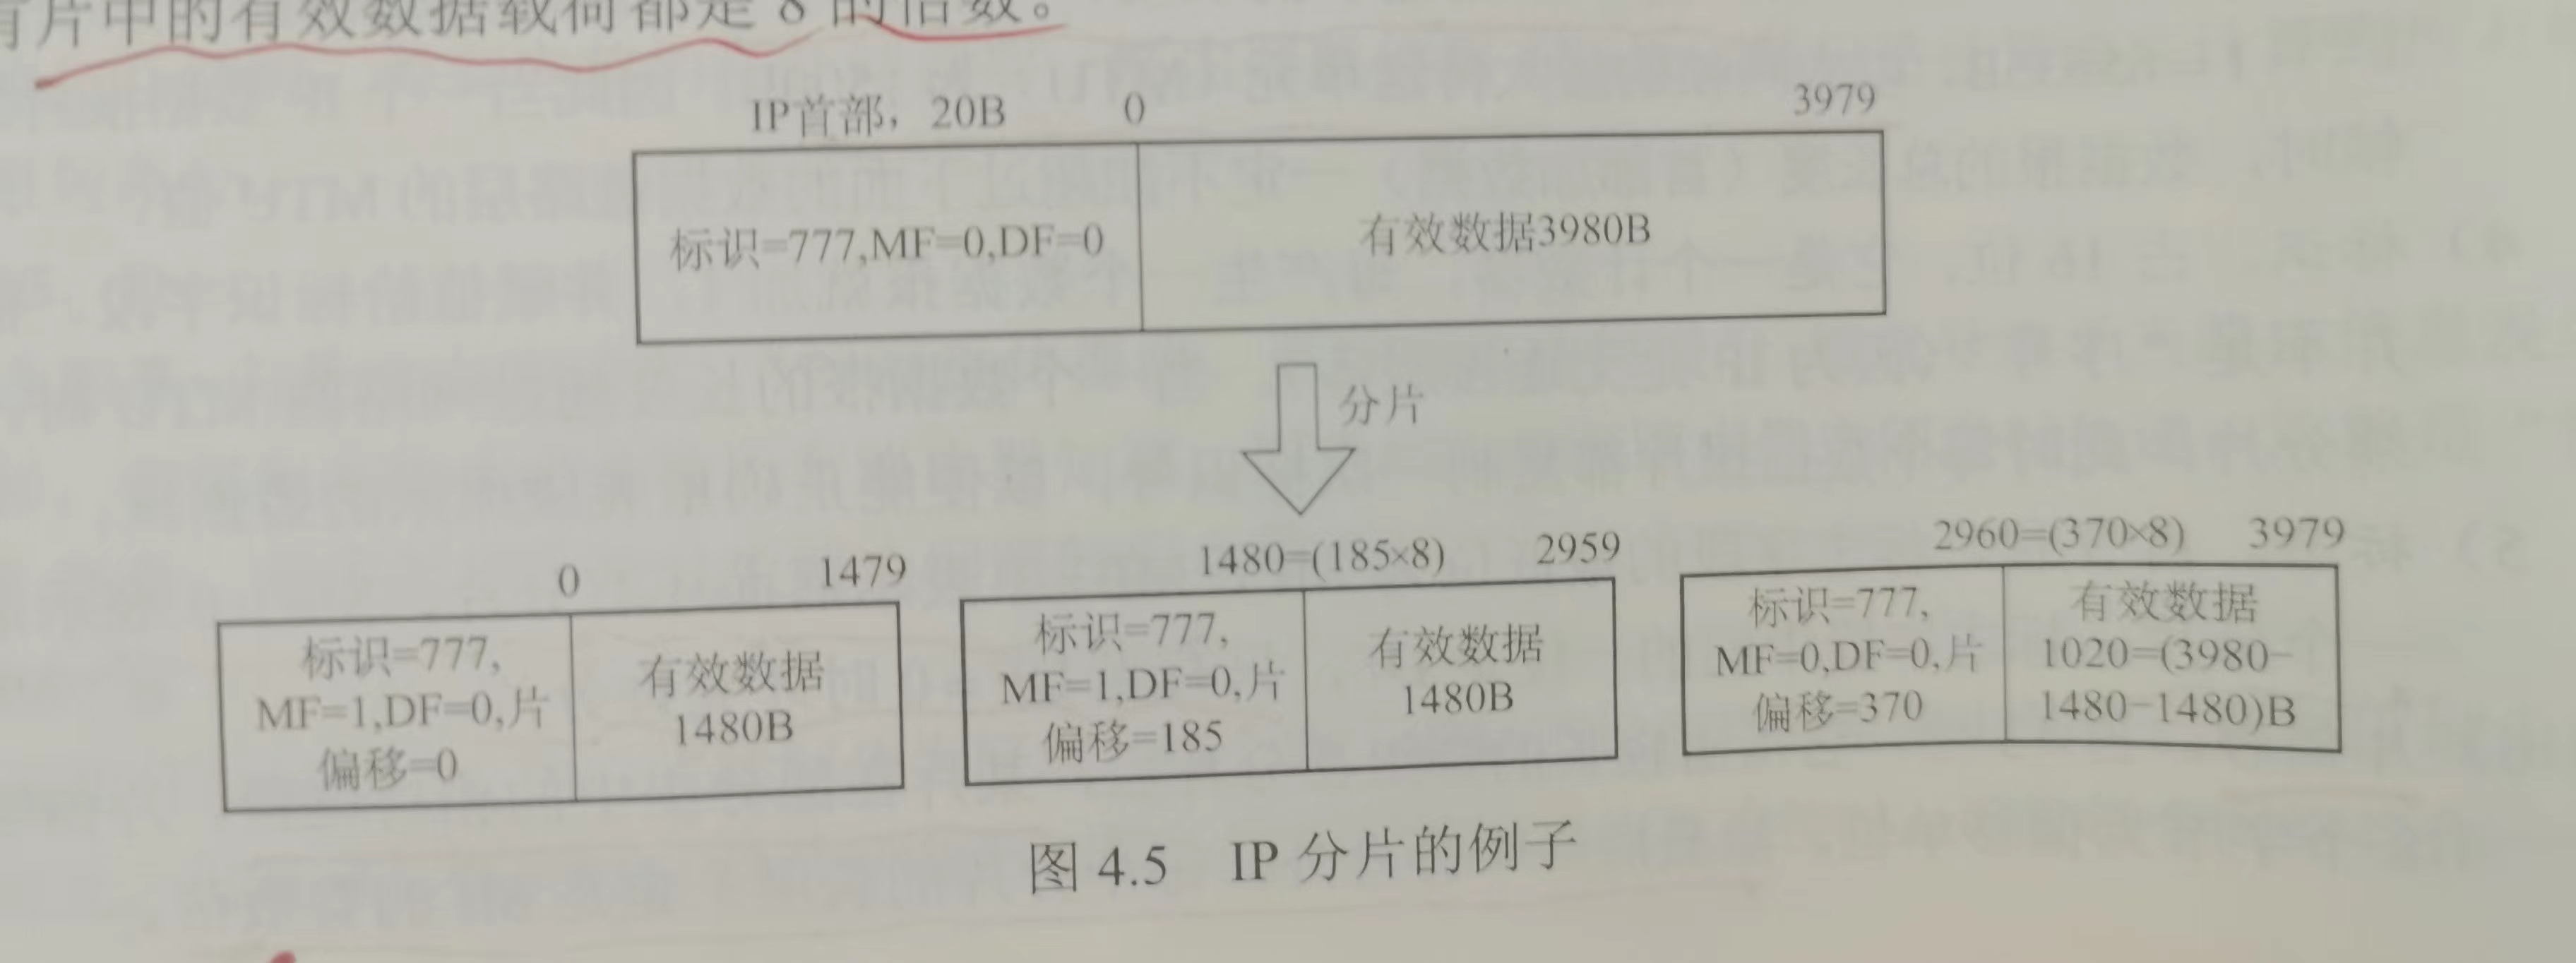 片中的有效数据载荷都是 8 的倍数。
IP首部，20B 0 3979
标识=777,MF=0,DF=0 有效数据3980B
分片
0 1479
标识=777,
MF=1,DF=0,片
偏移=0
有效数据
1480B
1480=(185×8) 2959
标识=777,
MF=1,DF=0,片
偏移=185
有效数据
1480B
2960=(370×8) 3979
标识=777,
MF=0,DF=0,片
偏移=370
有效数据
1020=(3980-
1480-1480)B
图 4.5 IP 分片的例子